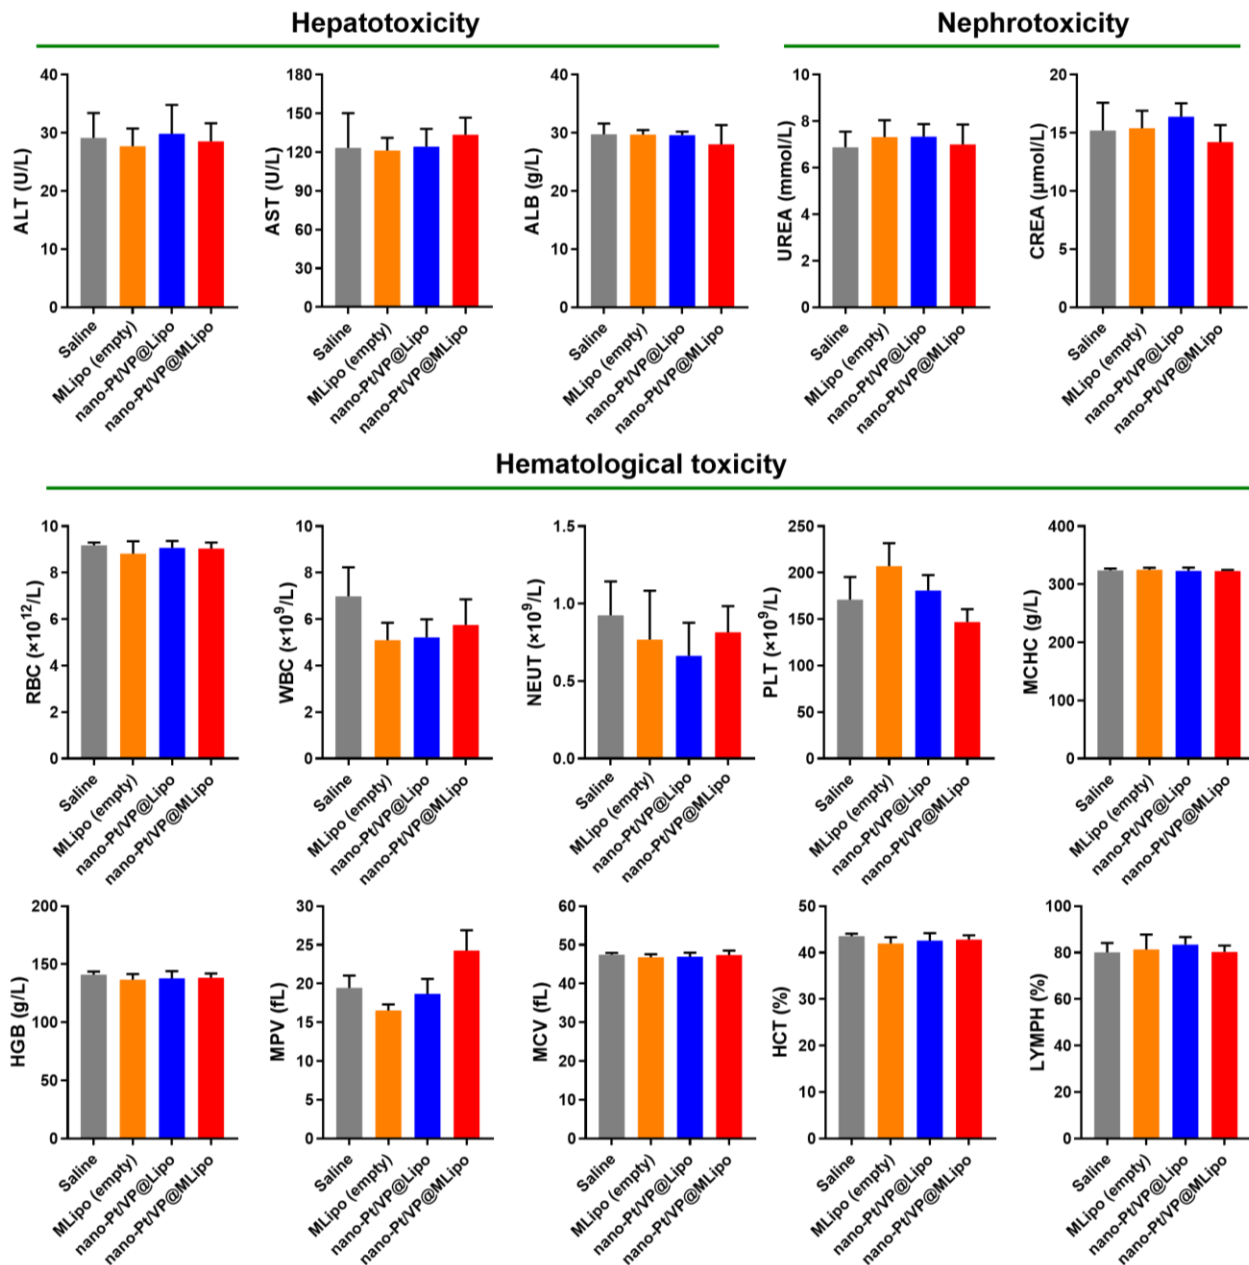 Hepatotoxicity
Nephrotoxicity
ALT (U/L)
40
30
20
10
0
Saline
MLipo (empty)
nano-Pt/VP@Lipo
nano-Pt/VP@MLipo
AST (U/L)
180
150
120
90
60
30
0
Saline
MLipo (empty)
nano-Pt/VP@Lipo
nano-Pt/VP@MLipo
ALB (g/L)
40
30
20
10
0
Saline
MLipo (empty)
nano-Pt/VP@Lipo
nano-Pt/VP@MLipo
UREA (mmol/L)
10
8
6
4
2
0
Saline
MLipo (empty)
nano-Pt/VP@Lipo
nano-Pt/VP@MLipo
CREA (μmol/L)
20
15
10
5
0
Saline
MLipo (empty)
nano-Pt/VP@Lipo
nano-Pt/VP@MLipo
Hematological toxicity
RBC (×10¹²/L)
10
8
6
4
2
0
Saline
MLipo (empty)
nano-Pt/VP@Lipo
nano-Pt/VP@MLipo
WBC (×10⁹/L)
10
8
6
4
2
0
Saline
MLipo (empty)
nano-Pt/VP@Lipo
nano-Pt/VP@MLipo
NEUT (×10⁹/L)
1.5
1.0
0.5
0.0
Saline
MLipo (empty)
nano-Pt/VP@Lipo
nano-Pt/VP@MLipo
PLT (×10⁹/L)
250
200
150
100
50
0
Saline
MLipo (empty)
nano-Pt/VP@Lipo
nano-Pt/VP@MLipo
MCHC (g/L)
400
300
200
100
0
Saline
MLipo (empty)
nano-Pt/VP@Lipo
nano-Pt/VP@MLipo
HGB (g/L)
200
150
100
50
0
Saline
MLipo (empty)
nano-Pt/VP@Lipo
nano-Pt/VP@MLipo
MPV (fL)
30
25
20
15
10
5
0
Saline
MLipo (empty)
nano-Pt/VP@Lipo
nano-Pt/VP@MLipo
MCV (fL)
60
50
40
30
20
10
0
Saline
MLipo (empty)
nano-Pt/VP@Lipo
nano-Pt/VP@MLipo
HCT (%)
50
40
30
20
10
0
Saline
MLipo (empty)
nano-Pt/VP@Lipo
nano-Pt/VP@MLipo
LYMPH (%)
100
80
60
40
20
0
Saline
MLipo (empty)
nano-Pt/VP@Lipo
nano-Pt/VP@MLipo